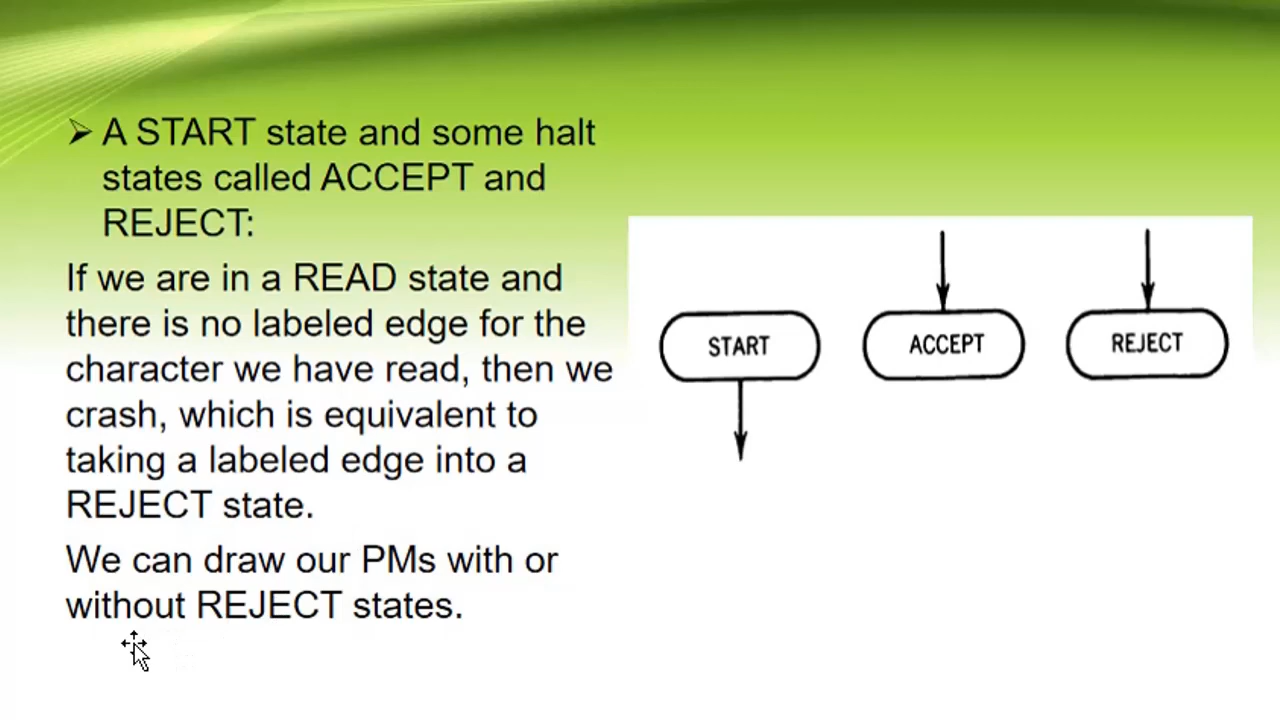 ➢ A START state and some halt
states called ACCEPT and
REJECT:
If we are in a READ state and
there is no labeled edge for the
character we have read, then we
crash, which is equivalent to
taking a labeled edge into a
REJECT state.
We can draw our PMs with or
without REJECT states.
START
ACCEPT
REJECT